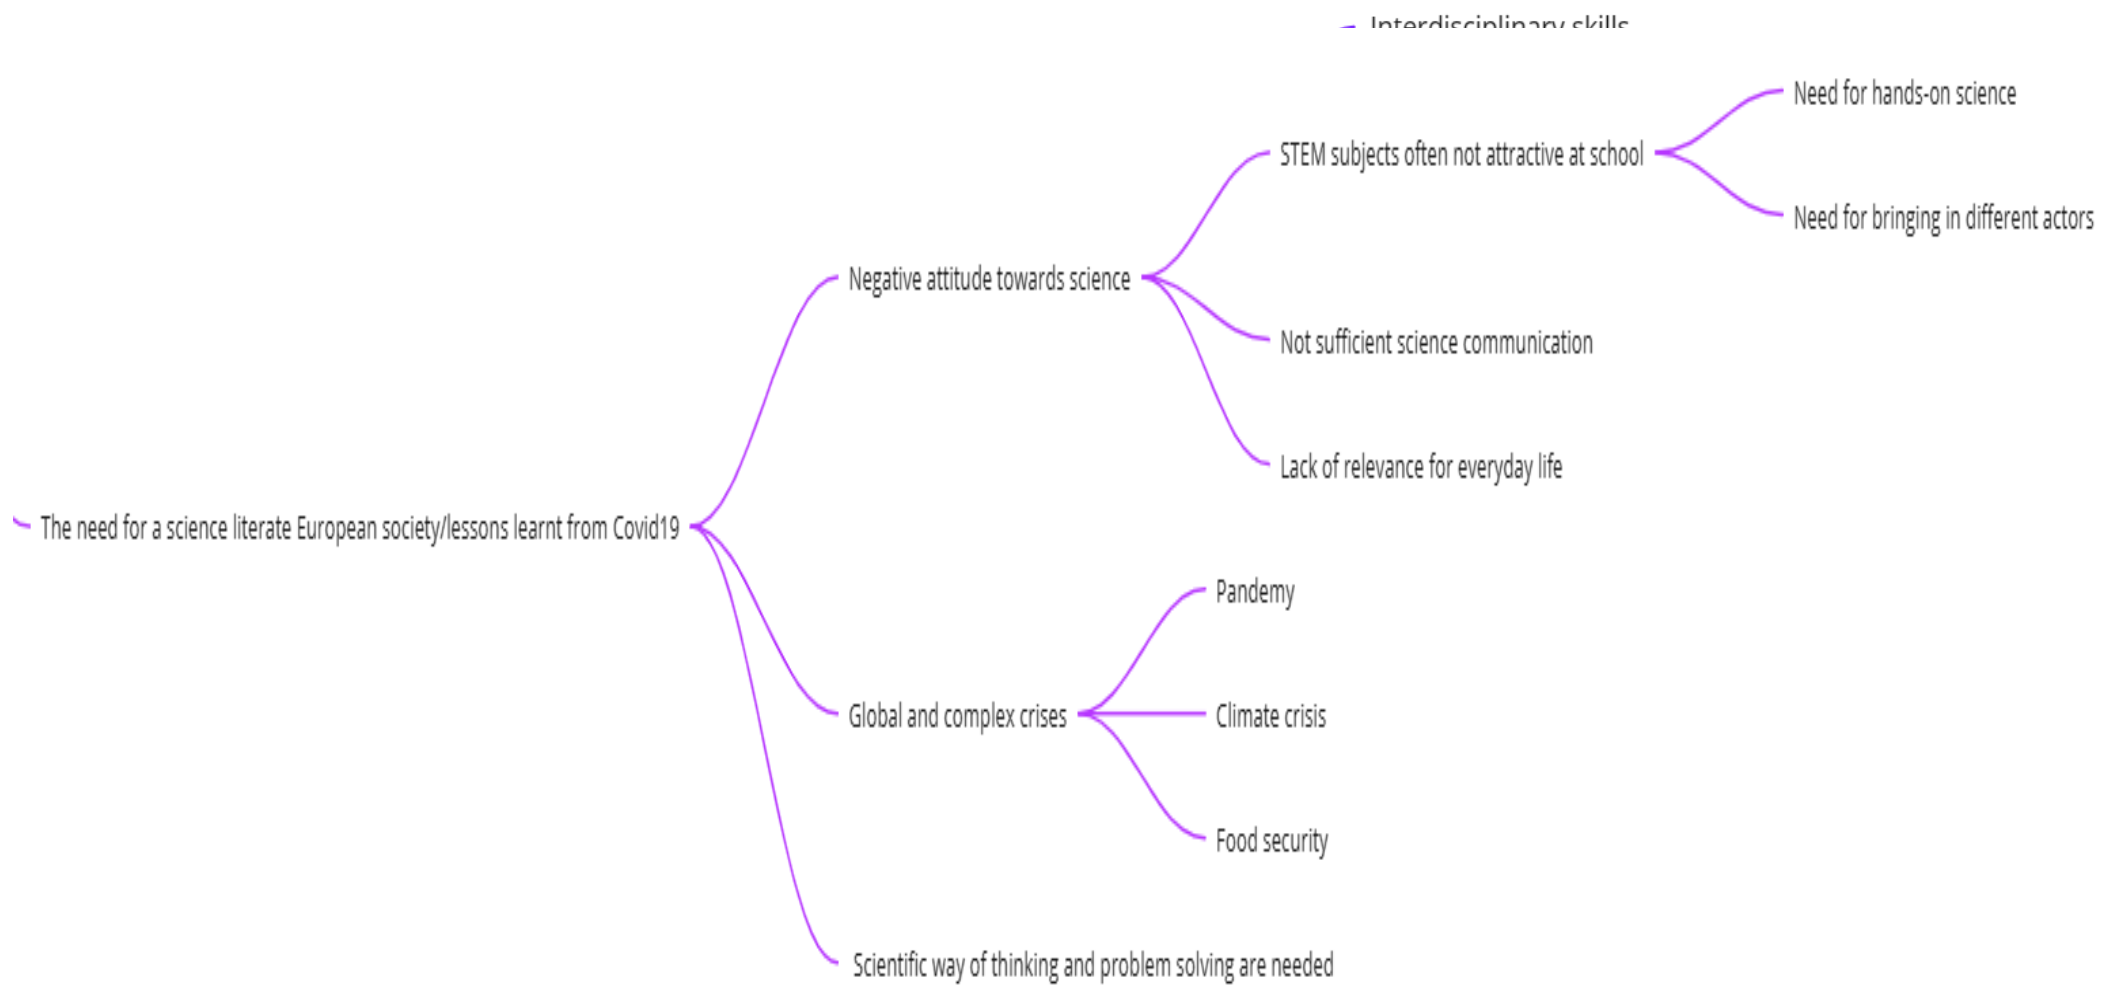 Interdisciplinary skills
Need for hands-on science
STEM subjects often not attractive at school
Need for bringing in different actors
Negative attitude towards science
Not sufficient science communication
Lack of relevance for everyday life
The need for a science literate European society/lessons learnt from Covid19
Pandemy
Global and complex crises
Climate crisis
Food security
Scientific way of thinking and problem solving are needed